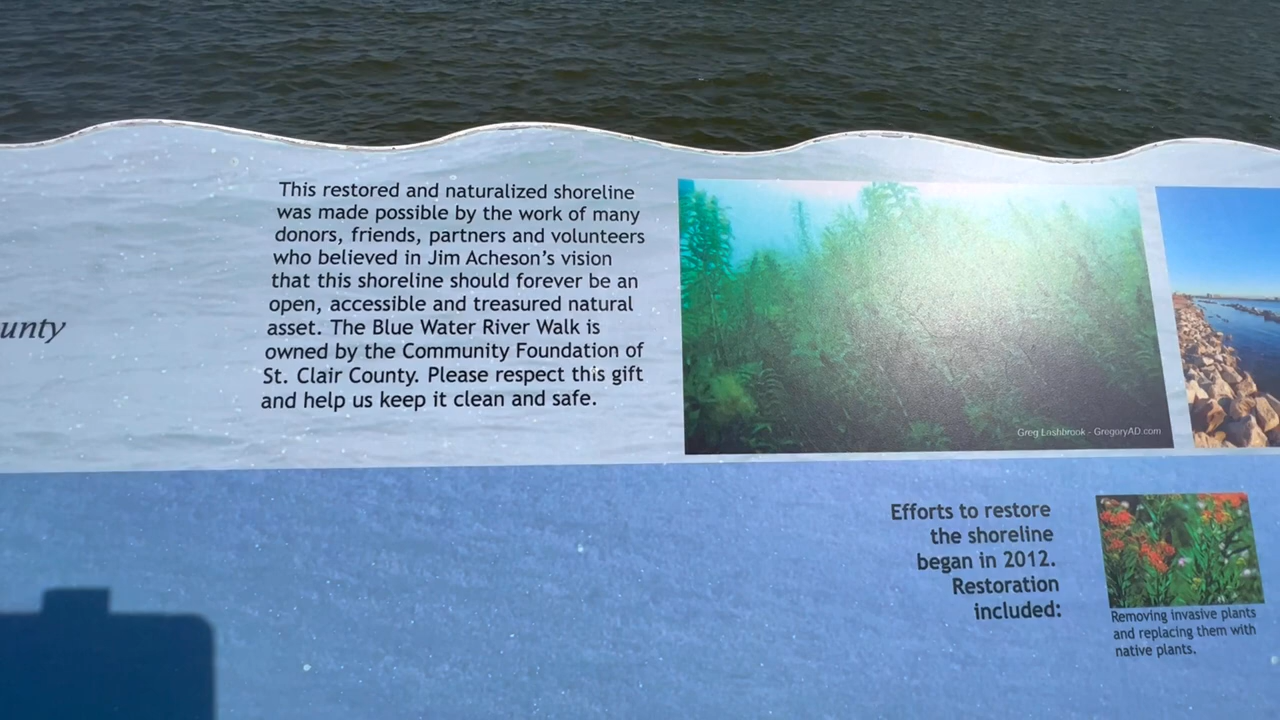 unty
This restored and naturalized shoreline
was made possible by the work of many
donors, friends, partners and volunteers
who believed in Jim Acheson's vision
that this shoreline should forever be an
open, accessible and treasured natural
asset. The Blue Water River Walk is
owned by the Community Foundation of
St. Clair County. Please respect this gift
and help us keep it clean and safe.
Greg Lashbrook - GregoryAD.com
Efforts to restore
the shoreline
began in 2012.
Restoration
included:
Removing invasive plants
and replacing them with
native plants.